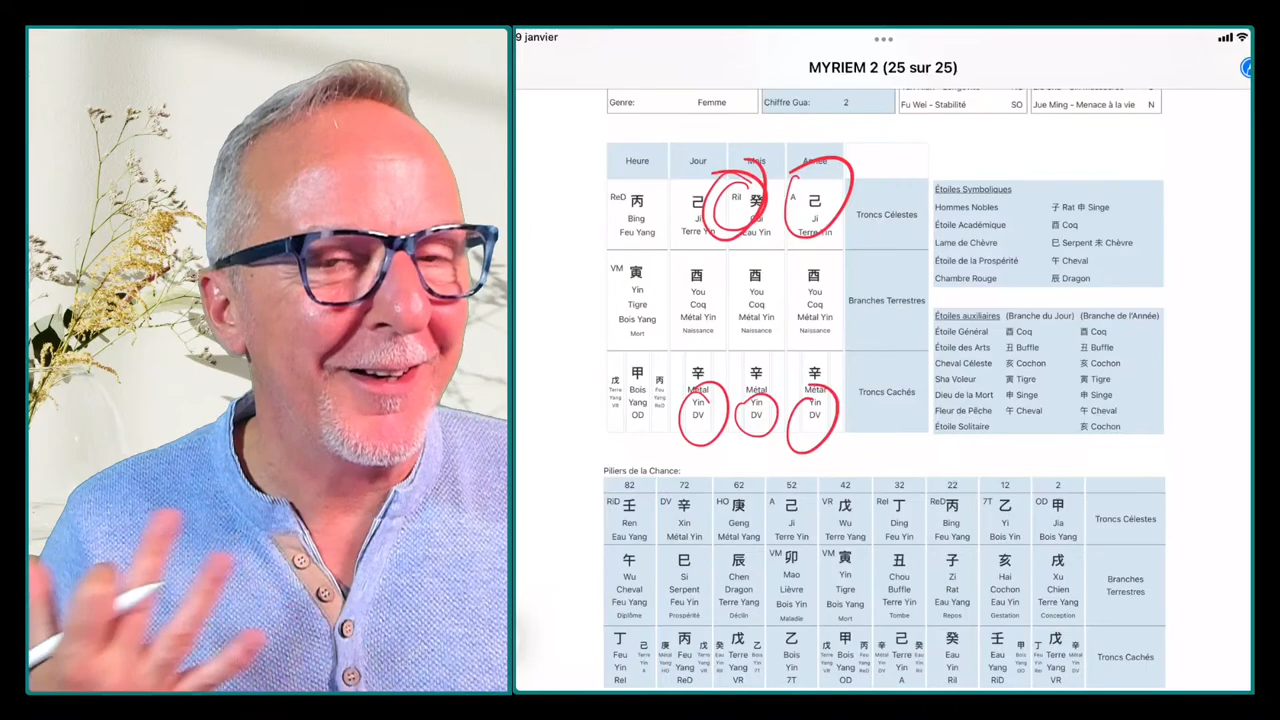 9 janvier
MYRIEM 2 (25 sur 25)
Genre: Femme
Chiffre Gua: 2
Fu Wei - Stabilité SO
Jue Ming - Menace à la vie N
Heure Jour Mois Année
ReD 丙 己 RiI 癸 A 己
Bing Ji Ji
Feu Yang Terre Yin Eau Yin Terre Yin
Troncs Célestes
VM 寅 酉 酉 酉
Yin You You You
Tigre Coq Coq Coq
Bois Yang Métal Yin Métal Yin Métal Yin
Mort Naissance Naissance Naissance
Branches Terrestres
戊 甲 丙 辛 辛 辛
Terre Yang VR Bois Yang OD Feu Yang ReD Métal Yin DV Métal Yin DV Métal Yin DV
Troncs Cachés
Étoiles Symboliques
Hommes Nobles 子 Rat 申 Singe
Étoile Académique 酉 Coq
Lame de Chèvre 巳 Serpent 未 Chèvre
Étoile de la Prospérité 午 Cheval
Chambre Rouge 辰 Dragon
Étoiles auxiliaires (Branche du Jour) (Branche de l'Année)
Étoile Général 酉 Coq 酉 Coq
Étoile des Arts 丑 Buffle 丑 Buffle
Cheval Céleste 亥 Cochon 亥 Cochon
Sha Voleur 寅 Tigre 寅 Tigre
Dieu de la Mort 申 Singe 申 Singe
Fleur de Pêche 午 Cheval 午 Cheval
Étoile Solitaire 亥 Cochon
Piliers de la Chance:
82 72 62 52 42 32 22 12 2
RiD 壬 DV 辛 HO 庚 A 己 VR 戊 ReI 丁 ReD 丙 7T 乙 OD 甲
Ren Xin Geng Ji Wu Ding Bing Yi Jia
Eau Yang Métal Yin Métal Yang Terre Yin Terre Yang Feu Yin Feu Yang Bois Yin Bois Yang
Troncs Célestes
午 巳 辰 VM 卯 VM 寅 丑 子 亥 戌
Wu Si Chen Mao Yin Chou Zi Hai Xu
Cheval Serpent Dragon Lièvre Tigre Buffle Rat Cochon Chien
Feu Yang Feu Yin Terre Yang Bois Yin Bois Yang Terre Yin Eau Yang Eau Yin Terre Yang
Diplôme Prospérité Déclin Maladie Mort Tombe Repos Gestation Conception
Branches Terrestres
丁 己 庚 丙 戊 癸 戊 乙 乙 戊 甲 丙 辛 己 癸 癸 甲 壬 丁 戊 辛
Feu Feu Terre Bois Bois Terre Eau Eau Terre
Yin Yang Yang Yin Yang Yin Yin Yang Yang
ReI ReD VR 7T OD A RiI RiD VR
Troncs Cachés